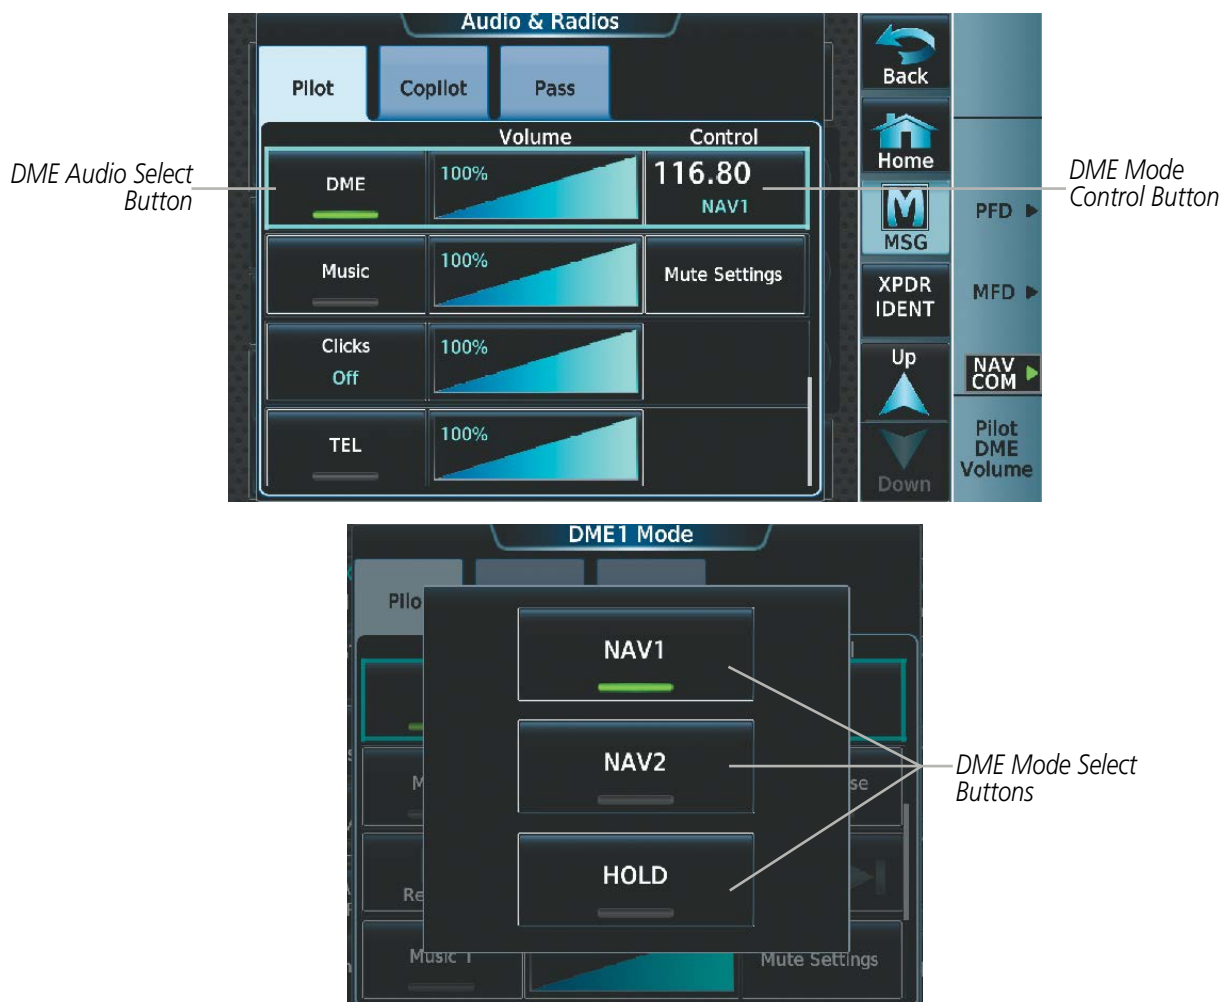 Audio & Radios
Pilot
Copilot
Pass
Volume
Control
DME
100%
116.80
NAV1
Music
100%
Mute Settings
Clicks
Off
100%
TEL
100%
Back
Home
MSG
XPDR
IDENT
Up
Down
PFD
MFD
NAV
COM
Pilot
DME
Volume
DME Audio Select
Button
DME Mode
Control Button
DME1 Mode
NAV1
NAV2
HOLD
Music 1
Mute Settings
DME Mode Select
Buttons